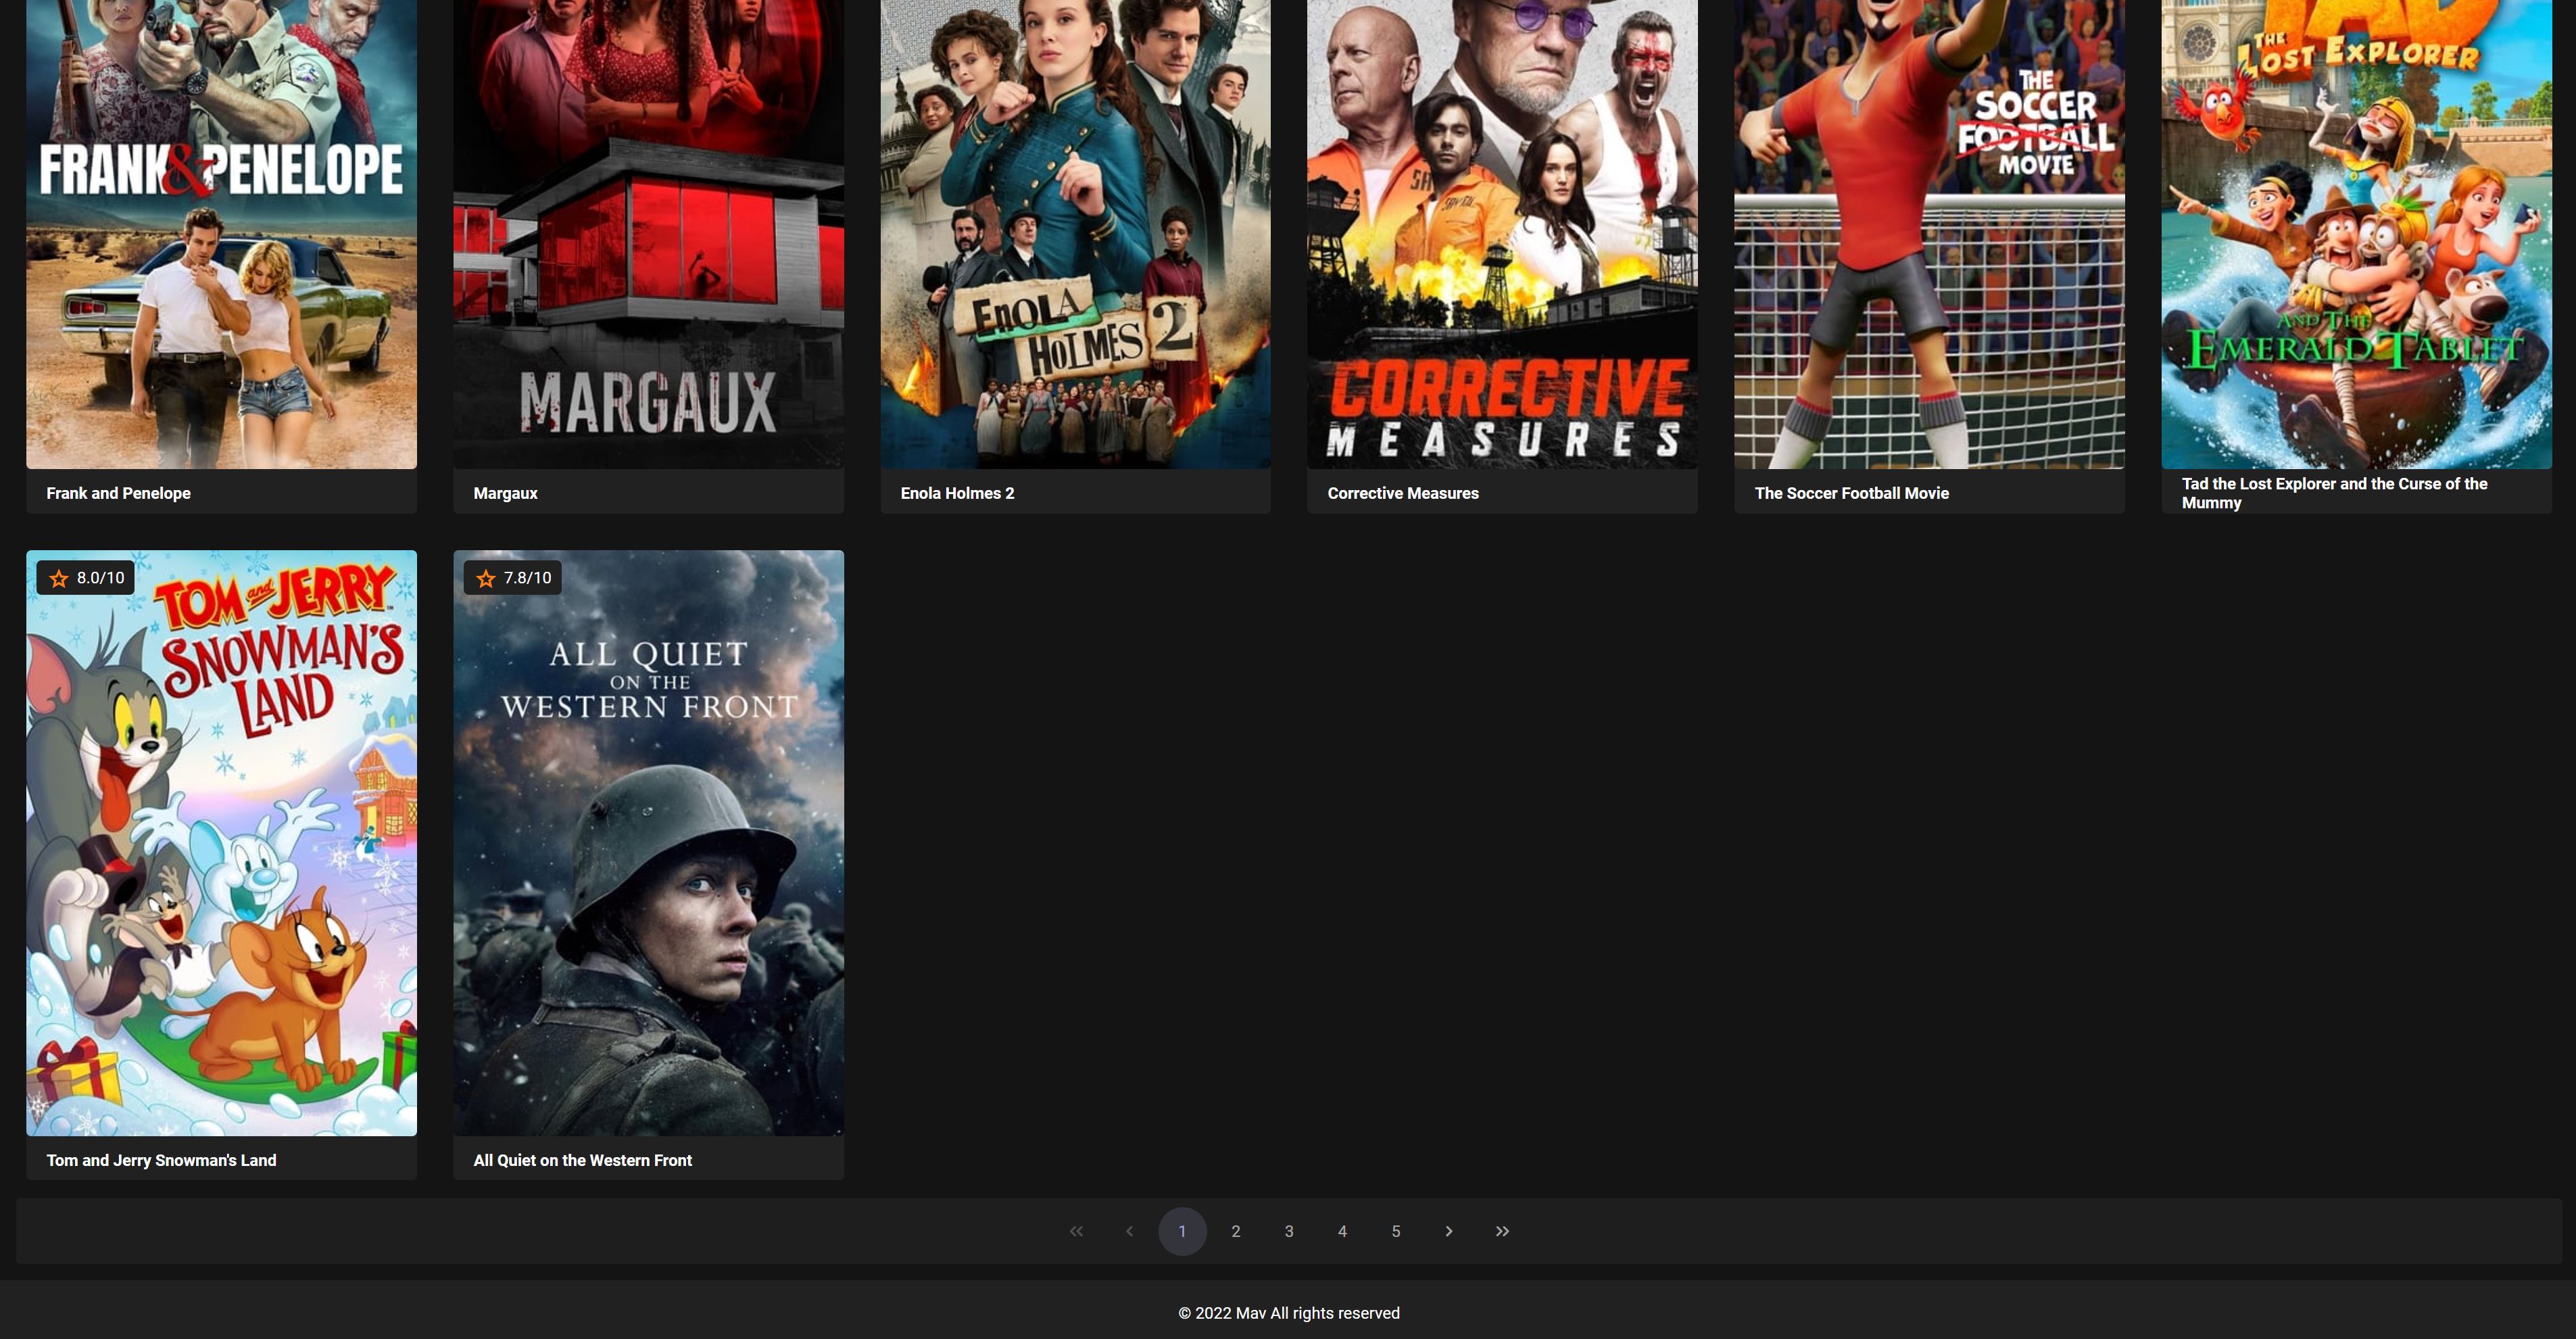 FRANK & PENELOPE
MARGAUX
ENOLA
HOLMES 2
CORRECTIVE
MEASURES
THE
SOCCER
FOOTBALL
MOVIE
TAD
THE
LOST EXPLORER
AND THE
EMERALD TABLET
Frank and Penelope
Margaux
Enola Holmes 2
Corrective Measures
The Soccer Football Movie
Tad the Lost Explorer and the Curse of the
Mummy
8.0/10
TOM and JERRY
SNOWMAN'S
LAND
7.8/10
ALL QUIET
ON THE
WESTERN FRONT
Tom and Jerry Snowman's Land
All Quiet on the Western Front
« ‹ 1 2 3 4 5 › »
© 2022 Mav All rights reserved